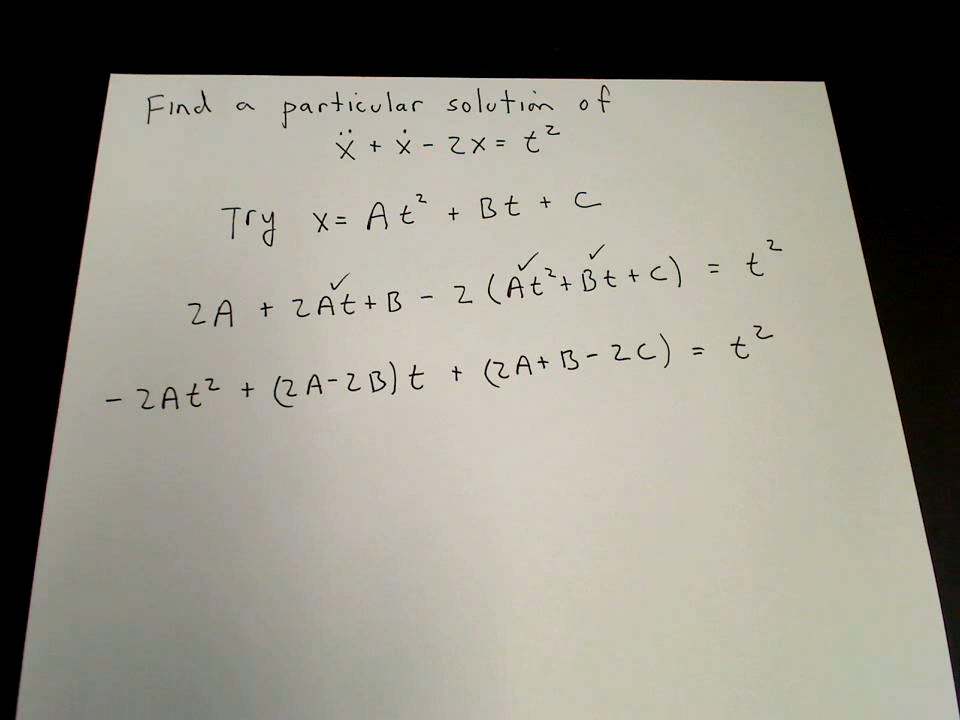 Find a particular solution of
ẍ + ẋ - 2x = t²
Try x = At² + Bt + C
2A + 2At + B - 2 (At² + Bt + C) = t²
- 2At² + (2A - 2B)t + (2A + B - 2C) = t²